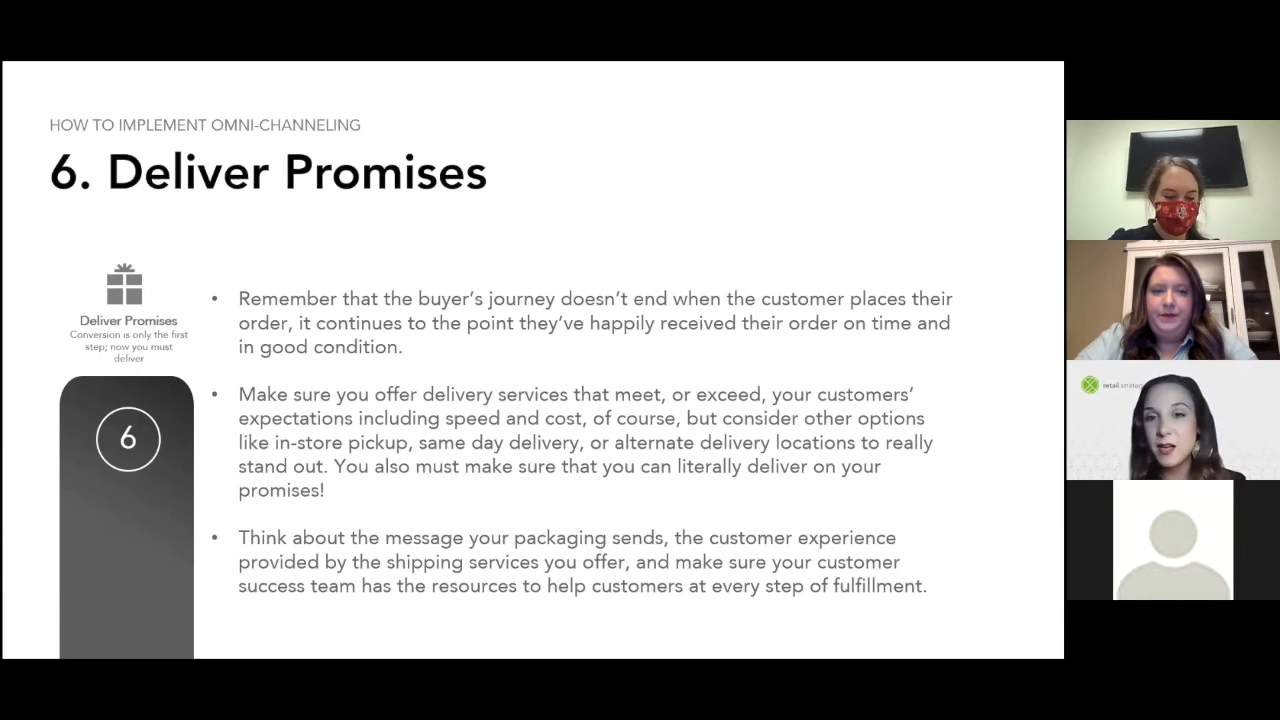 HOW TO IMPLEMENT OMNI-CHANNELING
6. Deliver Promises
Deliver Promises
Conversion is only the first
step; now you must
deliver
6
• Remember that the buyer's journey doesn't end when the customer places their
order, it continues to the point they've happily received their order on time and
in good condition.
• Make sure you offer delivery services that meet, or exceed, your customers'
expectations including speed and cost, of course, but consider other options
like in-store pickup, same day delivery, or alternate delivery locations to really
stand out. You also must make sure that you can literally deliver on your
promises!
• Think about the message your packaging sends, the customer experience
provided by the shipping services you offer, and make sure your customer
success team has the resources to help customers at every step of fulfillment.
retail